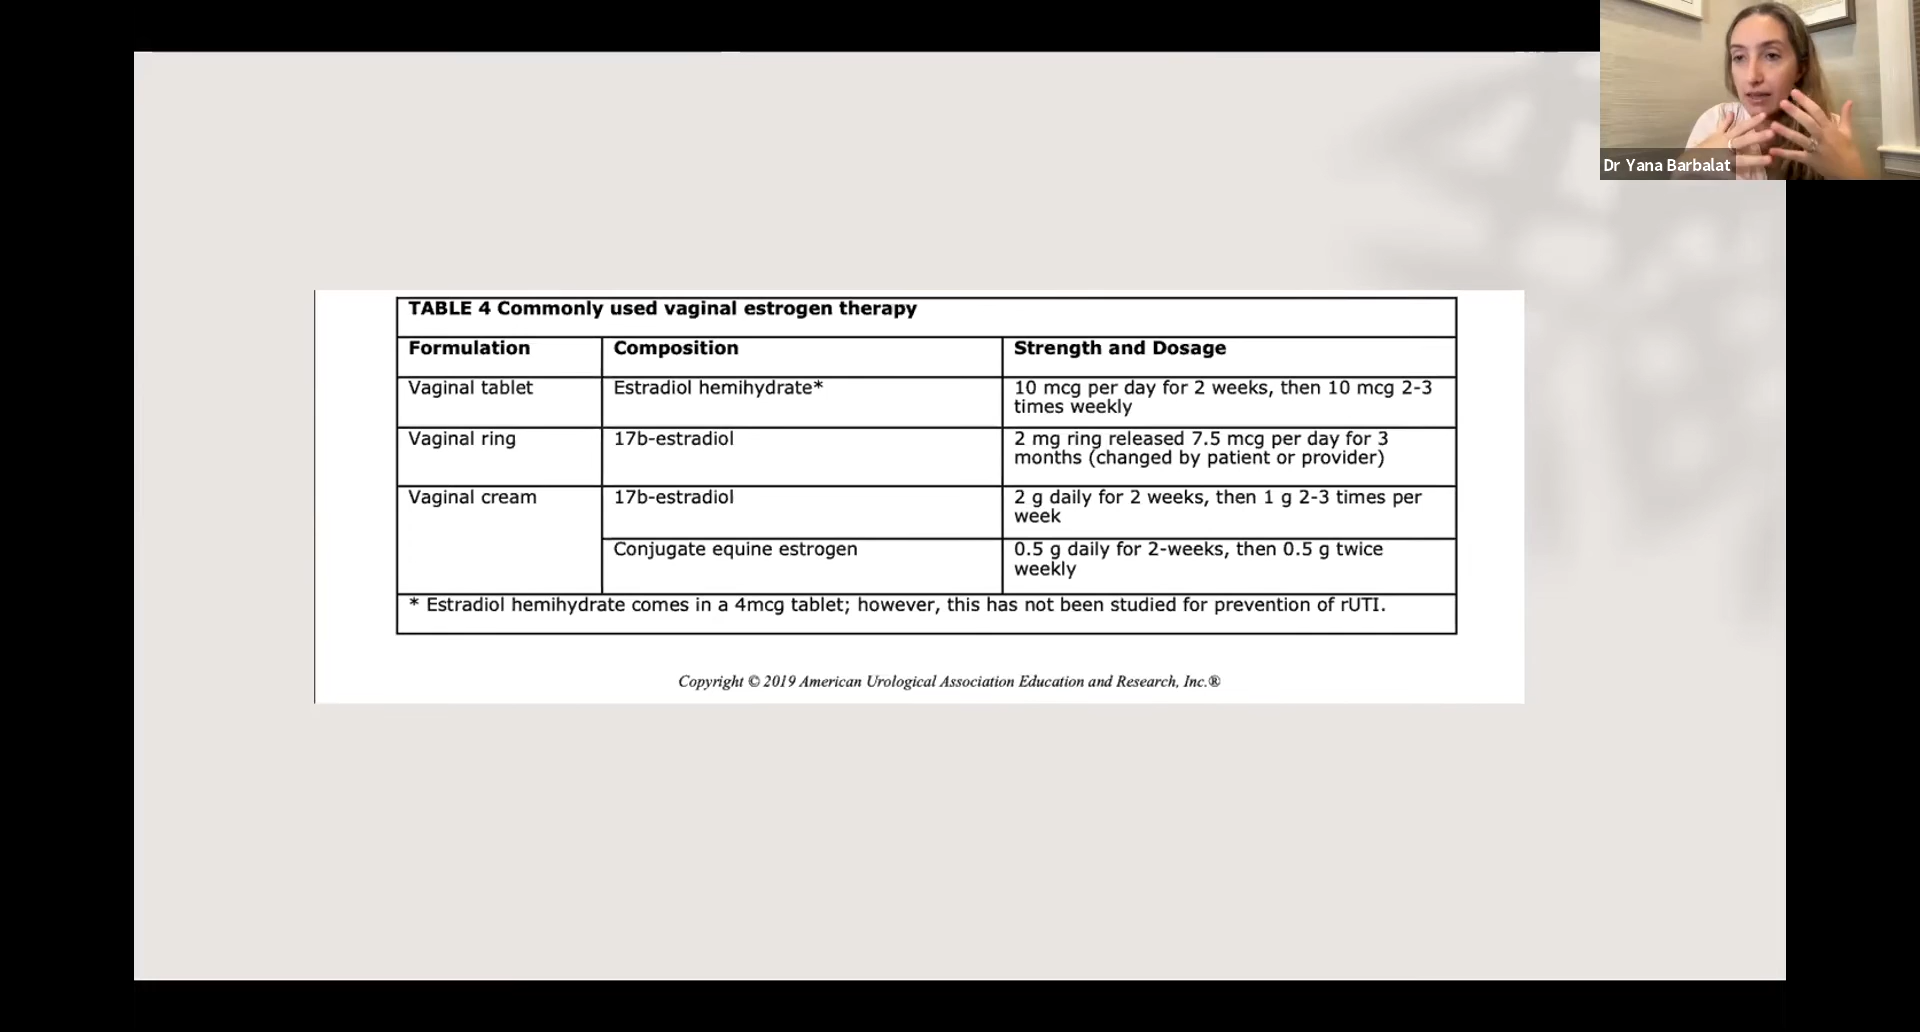 Dr Yana Barbalat
TABLE 4 Commonly used vaginal estrogen therapy
Formulation Composition Strength and Dosage
Vaginal tablet Estradiol hemihydrate* 10 mcg per day for 2 weeks, then 10 mcg 2-3
times weekly
Vaginal ring 17b-estradiol 2 mg ring released 7.5 mcg per day for 3
months (changed by patient or provider)
Vaginal cream 17b-estradiol 2 g daily for 2 weeks, then 1 g 2-3 times per
week
Conjugate equine estrogen 0.5 g daily for 2-weeks, then 0.5 g twice
weekly
* Estradiol hemihydrate comes in a 4mcg tablet; however, this has not been studied for prevention of rUTI.
Copyright © 2019 American Urological Association Education and Research, Inc.®